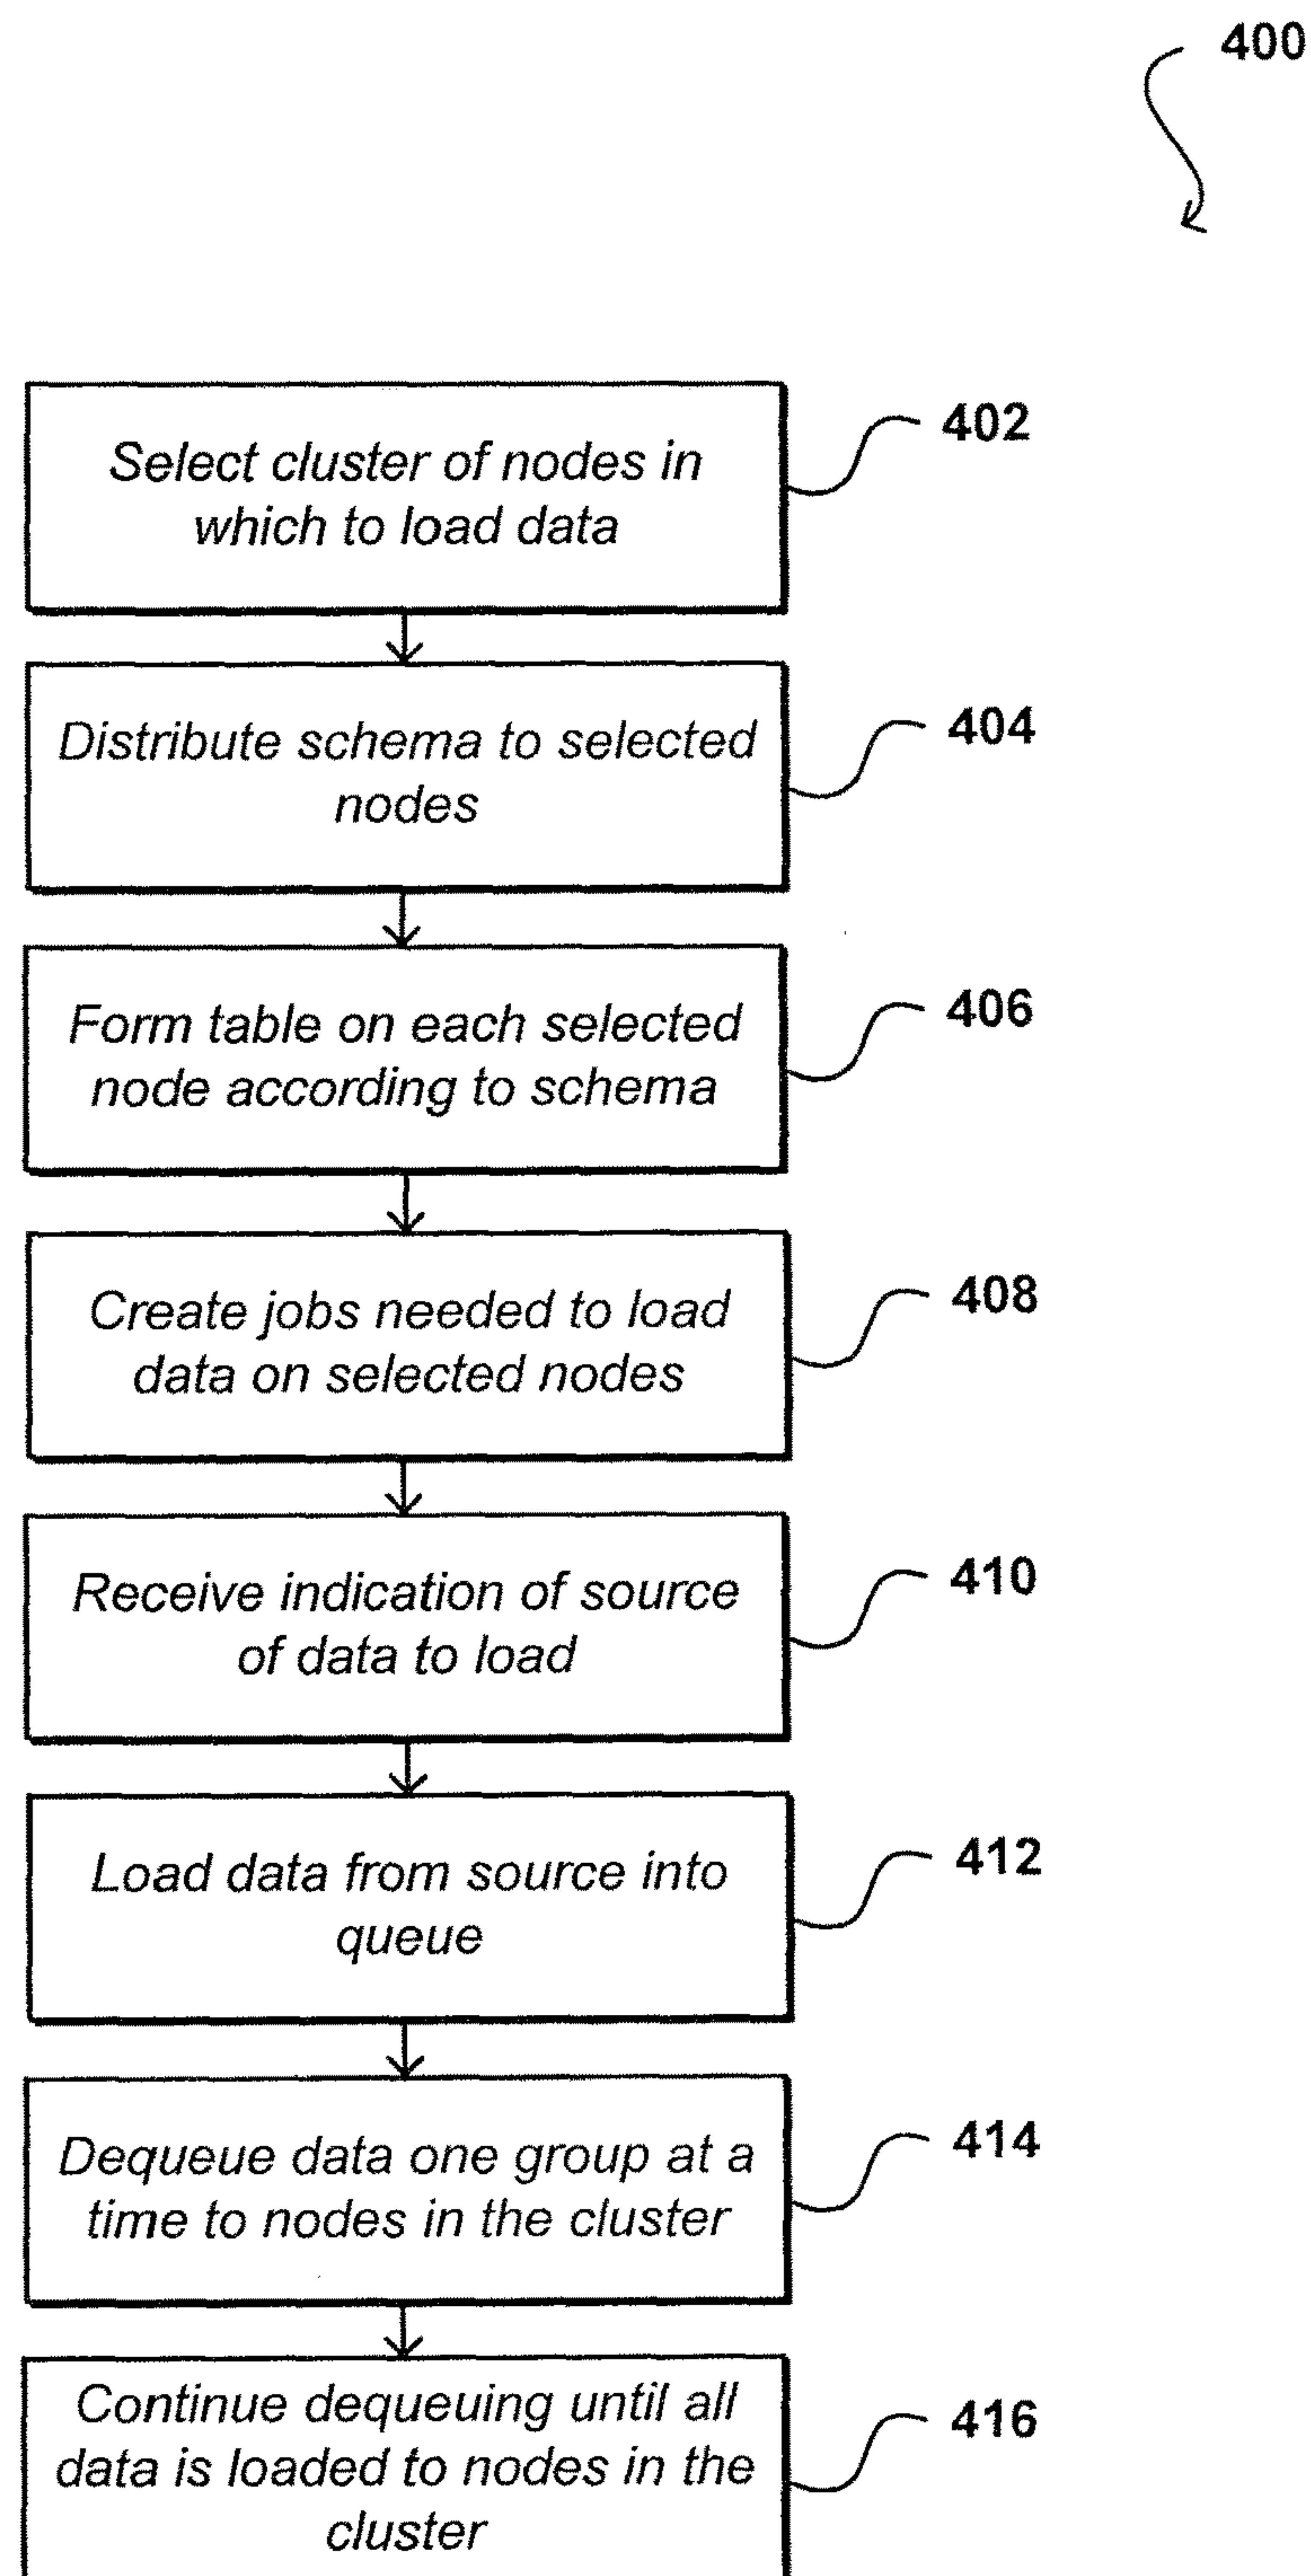 400
Select cluster of nodes in
which to load data
402
Distribute schema to selected
nodes
404
Form table on each selected
node according to schema
406
Create jobs needed to load
data on selected nodes
408
Receive indication of source
of data to load
410
Load data from source into
queue
412
Dequeue data one group at a
time to nodes in the cluster
414
Continue dequeuing until all
data is loaded to nodes in the
cluster
416